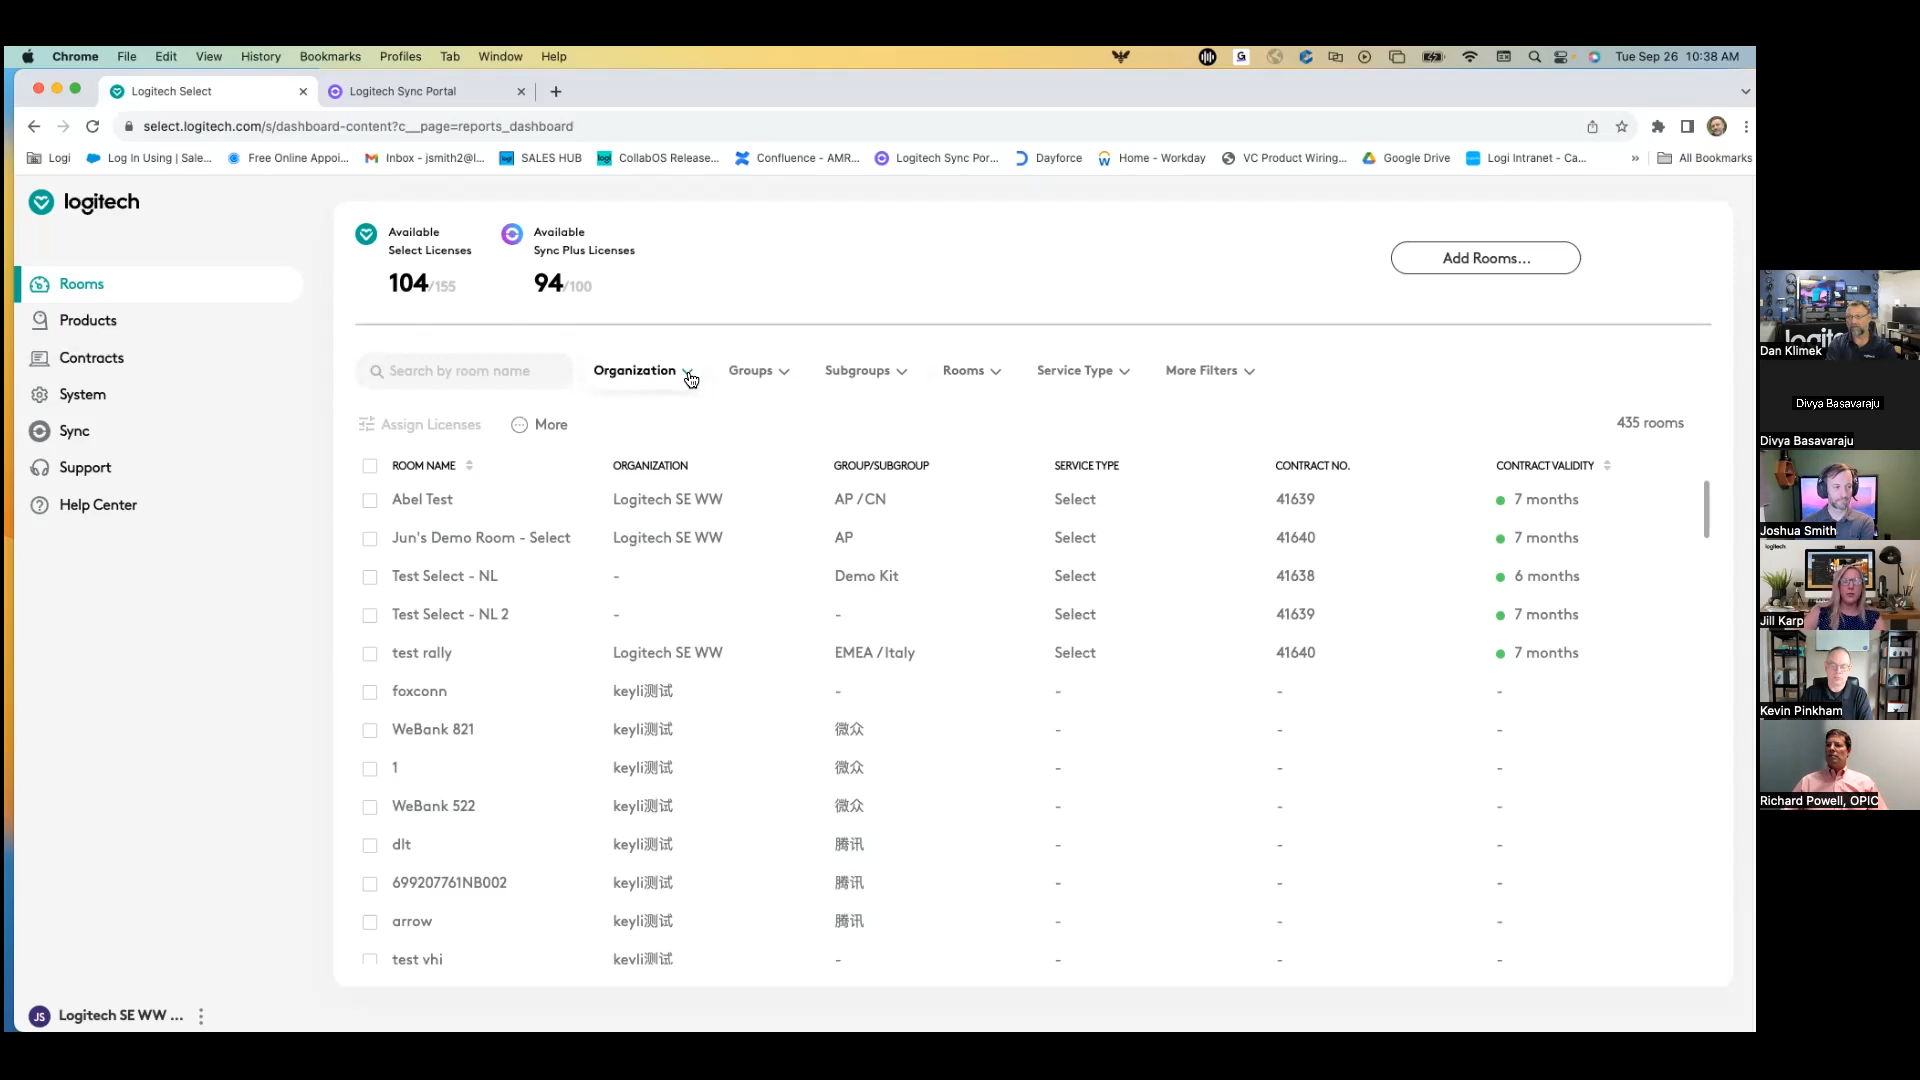 Chrome File Edit View History Bookmarks Profiles Tab Window Help Tue Sep 26 10:38 AM
Logitech Select Logitech Sync Portal
select.logitech.com/s/dashboard-content?c__page=reports_dashboard
Logi Log In Using | Sale... Free Online Appoi... Inbox - jsmith2@l... SALES HUB CollabOS Release... Confluence - AMR... Logitech Sync Por... Dayforce Home - Workday VC Product Wiring... Google Drive Logi Intranet - Ca... » All Bookmarks
logitech
Rooms
Products
Contracts
System
Sync
Support
Help Center
JS Logitech SE WW ...
Available
Select Licenses
104/155
Available
Sync Plus Licenses
94/100
Add Rooms...
Search by room name Organization Groups Subgroups Rooms Service Type More Filters
Assign Licenses More 435 rooms
ROOM NAME ORGANIZATION GROUP/SUBGROUP SERVICE TYPE CONTRACT NO. CONTRACT VALIDITY
Abel Test Logitech SE WW AP / CN Select 41639 7 months
Jun's Demo Room - Select Logitech SE WW AP Select 41640 7 months
Test Select - NL - Demo Kit Select 41638 6 months
Test Select - NL 2 - - Select 41639 7 months
test rally Logitech SE WW EMEA / Italy Select 41640 7 months
foxconn keyli测试 - - - -
WeBank 821 keyli测试 微众 - - -
1 keyli测试 微众 - - -
WeBank 522 keyli测试 微众 - - -
dlt keyli测试 腾讯 - - -
699207761NB002 keyli测试 腾讯 - - -
arrow keyli测试 腾讯 - - -
test vhi keyli测试 - - - -
Dan Klimek
Divya Basavaraju
Divya Basavaraju
Joshua Smith
logitech
Jill Karp
Kevin Pinkham
Richard Powell, OPIC